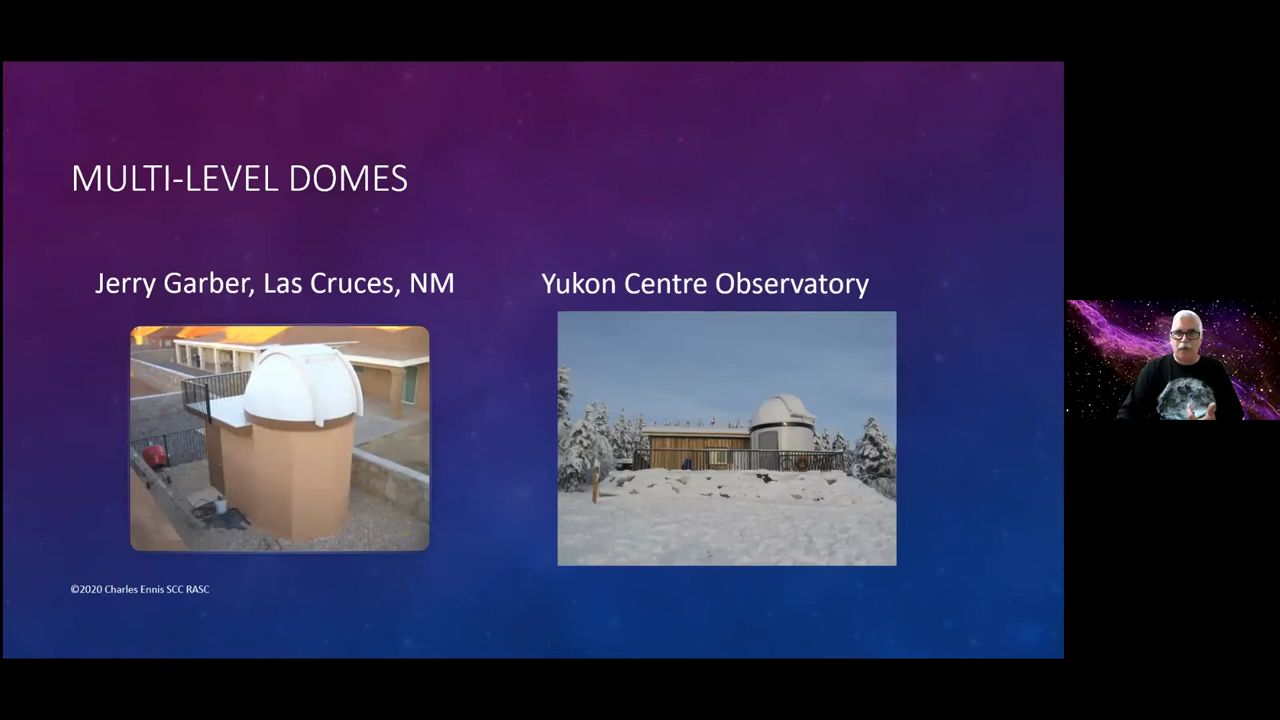 MULTI-LEVEL DOMES
Jerry Garber, Las Cruces, NM
Yukon Centre Observatory
©2020 Charles Ennis SCC RASC